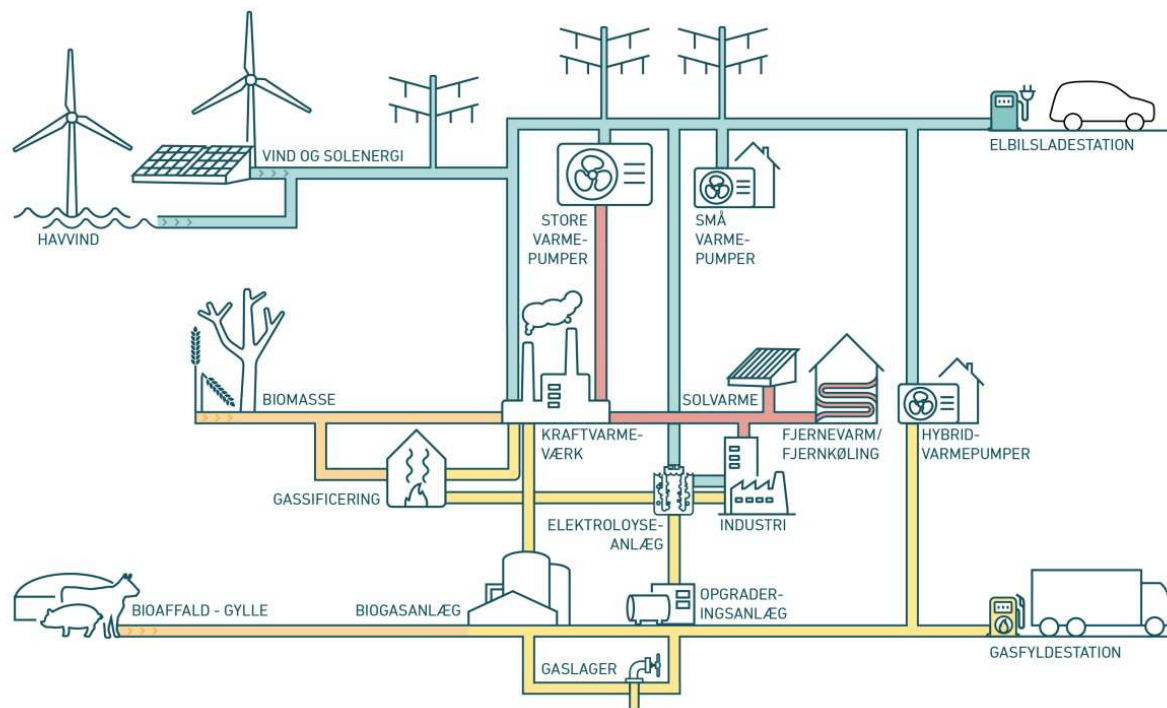 VIND OG SOLENERGI
ELBILSLADESTATION
HAVVIND
STORE
VARME-
PUMPER
SMÅ
VARME-
PUMPER
BIOMASSE
SOLVARME
KRAFTVARME-
VÆRK
FJERNEVARM/
FJERNKØLING
HYBRID-
VARMEPUMPER
GASSIFICERING
ELEKTROLOYSE-
ANLÆG
INDUSTRI
BIOAFFALD - GYLLE
BIOGASANLÆG
OPGRADER-
INGSANLÆG
GASLAGER
GASFYLDESTATION